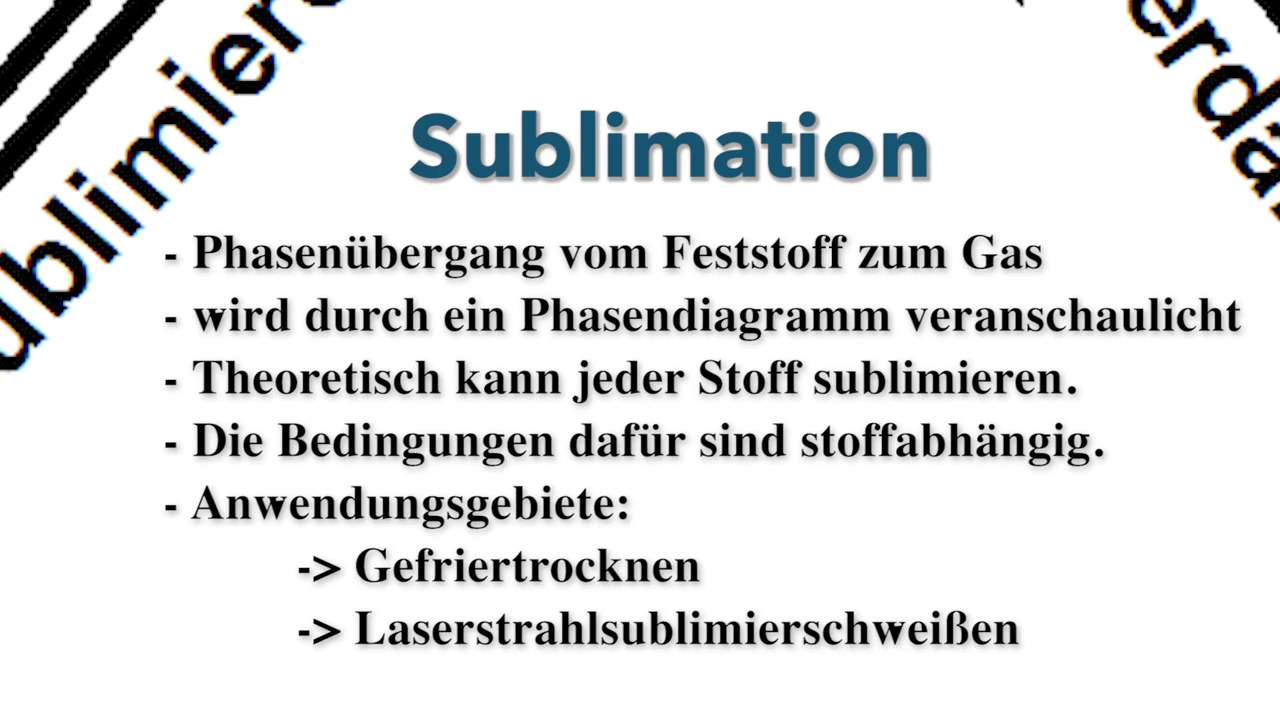 Sublimation
- Phasenübergang vom Feststoff zum Gas
- wird durch ein Phasendiagramm veranschaulicht
- Theoretisch kann jeder Stoff sublimieren.
- Die Bedingungen dafür sind stoffabhängig.
- Anwendungsgebiete:
-> Gefriertrocknen
-> Laserstrahlsublimierschweißen